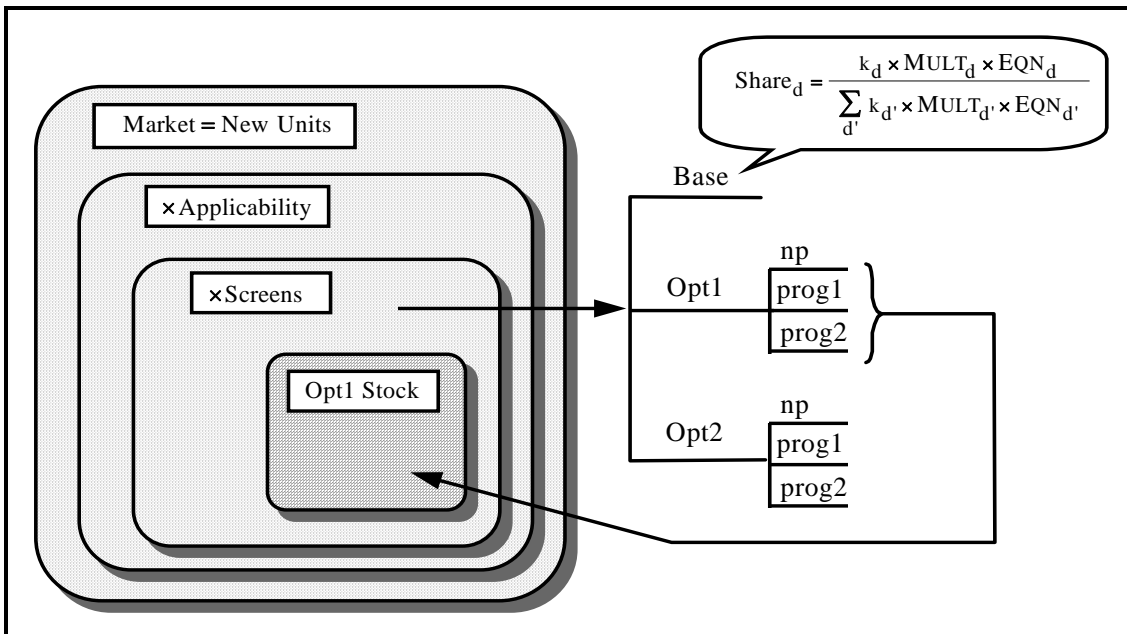 Share_d = k_d × MULT_d × EQN_d / ∑_d' k_d' × MULT_d' × EQN_d'
Market = New Units
×Applicability
×Screens
Opt1 Stock
Base
Opt1
np
prog1
prog2
Opt2
np
prog1
prog2